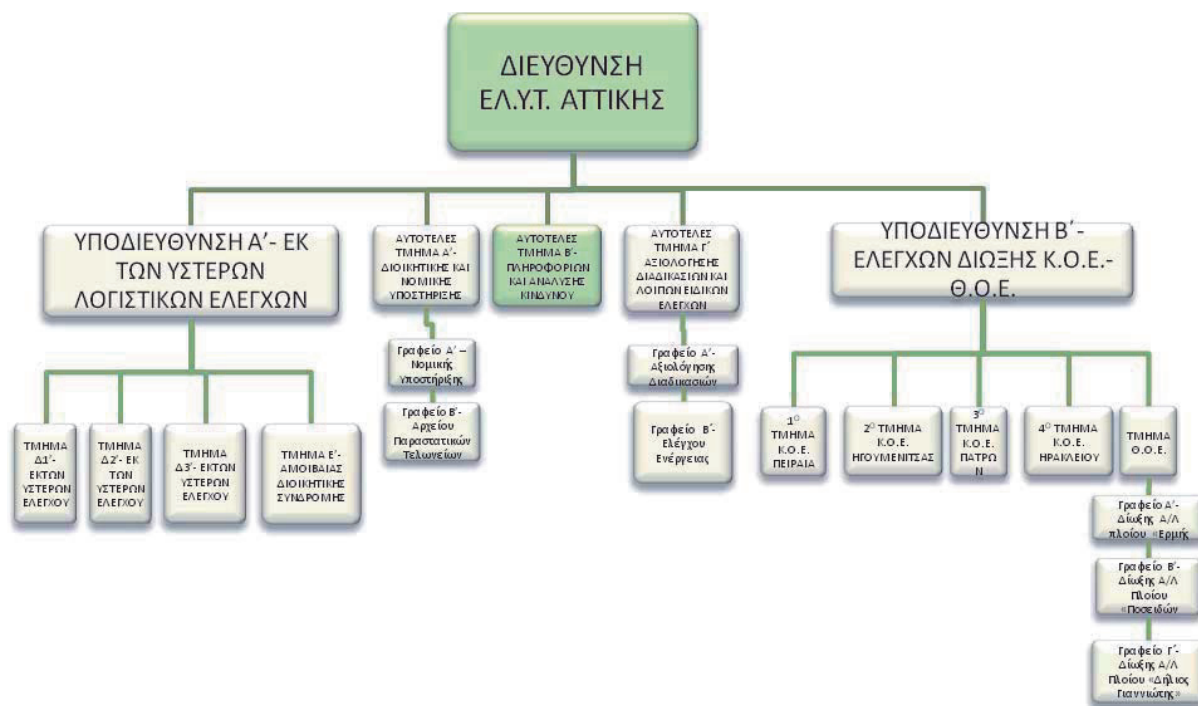 ΔΙΕΥΘΥΝΣΗ
ΕΛ.Υ.Τ. ΑΤΤΙΚΗΣ
ΥΠΟΔΙΕΥΘΥΝΣΗ Α’- ΕΚ
ΤΩΝ ΥΣΤΕΡΩΝ
ΛΟΓΙΣΤΙΚΩΝ ΕΛΕΓΧΩΝ
ΑΥΤΟΤΕΛΕΣ
ΤΜΗΜΑ Α’-
ΔΙΟΙΚΗΤΙΚΗΣ ΚΑΙ
ΝΟΜΙΚΗΣ
ΥΠΟΣΤΗΡΙΞΗΣ
ΑΥΤΟΤΕΛΕΣ
ΤΜΗΜΑ Β’-
ΠΛΗΡΟΦΟΡΙΩΝ
ΚΑΙ ΑΝΑΛΥΣΗΣ
ΚΙΝΔΥΝΟΥ
ΑΥΤΟΤΕΛΕΣ
ΤΜΗΜΑ Γ΄
ΑΞΙΟΛΟΓΗΣΗΣ
ΔΙΑΔΙΚΑΣΙΩΝ ΚΑΙ
ΛΟΙΠΩΝ ΕΙΔΙΚΩΝ
ΕΛΕΓΧΩΝ
ΥΠΟΔΙΕΥΘΥΝΣΗ Β΄-
ΕΛΕΓΧΩΝ ΔΙΩΞΗΣ Κ.Ο.Ε.-
Θ.Ο.Ε.
Γραφείο Α’ –
Νομικής
Υποστήριξης
Γραφείο Β’-
Αρχείου
Παραστατικών
Τελωνείων
Γραφείο Α’-
Αξιολόγησης
Διαδικασιών
Γραφείο Β’-
Ελέγχου
Ενέργειας
ΤΜΗΜΑ
Δ1’-
ΕΚΤΩΝ
ΥΣΤΕΡΩΝ
ΕΛΕΓΧΟΥ
ΤΜΗΜΑ
Δ2’- ΕΚ
ΤΩΝ
ΥΣΤΕΡΩΝ
ΕΛΕΓΧΟΥ
ΤΜΗΜΑ
Δ3’- ΕΚΤΩΝ
ΥΣΤΕΡΩΝ
ΕΛΕΓΧΟΥ
ΤΜΗΜΑ Ε’-
ΑΜΟΙΒΑΙΑΣ
ΔΙΟΙΚΗΤΙΚΗΣ
ΣΥΝΔΡΟΜΗΣ
1Ο
ΤΜΗΜΑ
Κ.Ο.Ε.
ΠΕΙΡΑΙΑ
2Ο ΤΜΗΜΑ
Κ.Ο.Ε.
ΗΓΟΥΜΕΝΙΤΣΑΣ
3Ο
ΤΜΗΜΑ
Κ.Ο.Ε.
ΠΑΤΡΩ
Ν
4Ο ΤΜΗΜΑ
Κ.Ο.Ε.
ΗΡΑΚΛΕΙΟΥ
ΤΜΗΜΑ
Θ.Ο.Ε.
Γραφείο Α’-
Δίωξης Α/Λ
πλοίου «Ερμής
Γραφείο Β’-
Δίωξης Α/Λ
Πλοίου
«Ποσειδών
Γραφείο Γ’-
Δίωξης Α/Λ
Πλοίου «Δήλιος
Γιαννιώτης»